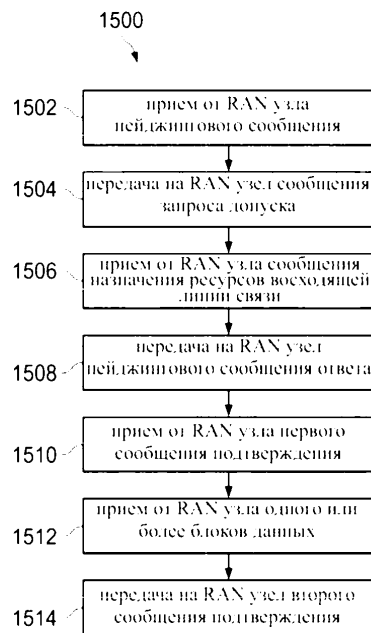 1500
1502
прием от RAN узла
пейджингового сообщения
1504
передача на RAN узел сообщения
запроса допуска
1506
прием от RAN узла сообщения
назначения ресурсов восходящей
линии связи
1508
передача на RAN узел
пейджингового сообщения ответа
1510
прием от RAN узла первого
сообщения подтверждения
1512
прием от RAN узла одного или
более блоков данных
1514
передача на RAN узел второго
сообщения подтверждения